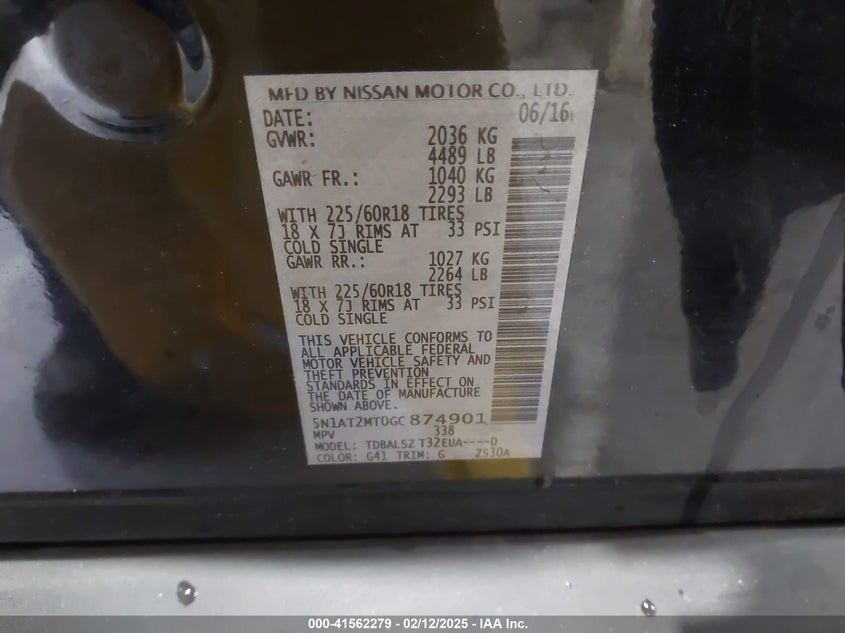 MFD BY NISSAN MOTOR CO., LTD.
DATE: 06/16
GVWR: 2036 KG
4489 LB
GAWR FR.: 1040 KG
2293 LB
WITH 225/60R18 TIRES
18 X 7J RIMS AT 33 PSI
COLD SINGLE
GAWR RR.: 1027 KG
2264 LB
WITH 225/60R18 TIRES
18 X 7J RIMS AT 33 PSI
COLD SINGLE
THIS VEHICLE CONFORMS TO
ALL APPLICABLE FEDERAL
MOTOR VEHICLE SAFETY AND
THEFT PREVENTION
STANDARDS IN EFFECT ON
THE DATE OF MANUFACTURE
SHOWN ABOVE.
5N1AT2MT0GC874901
MPV 338
MODEL: TDBALSZ T32EUA----D
COLOR: G41 TRIM: G ZS30A
000-41562279 - 02/12/2025 - IAA Inc.